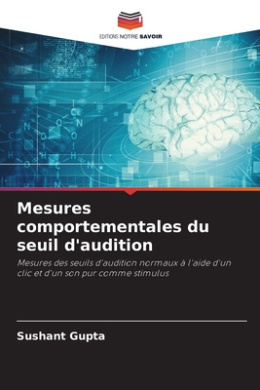 EDITIONS NOTRE SAVOIR
Mesures
comportementales du
seuil d'audition
Mesures des seuils d'audition normaux à l'aide d'un
clic et d'un son pur comme stimulus
Sushant Gupta